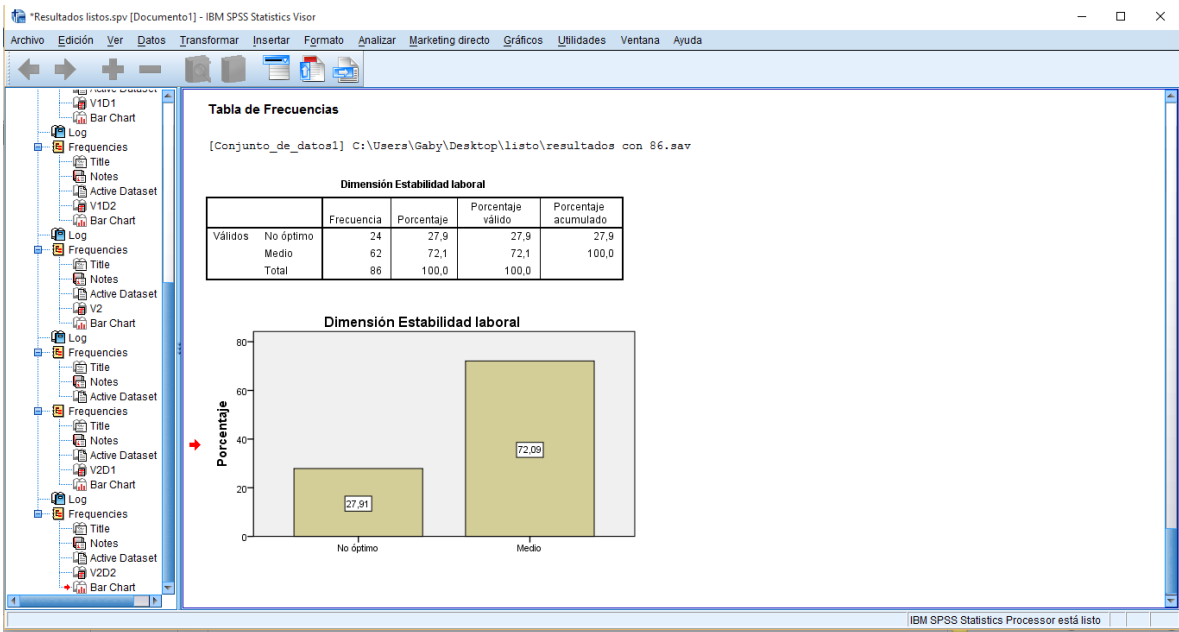 *Resultados listos.spv [Documento1] - IBM SPSS Statistics Visor
Archivo Edición Ver Datos Transformar Insertar Formato Analizar Marketing directo Gráficos Utilidades Ventana Ayuda
Active Dataset
V1D1
Bar Chart
Log
Frequencies
Title
Notes
Active Dataset
V1D2
Bar Chart
Log
Frequencies
Title
Notes
Active Dataset
V2
Bar Chart
Log
Frequencies
Title
Notes
Active Dataset
Frequencies
Title
Notes
Active Dataset
V2D1
Bar Chart
Log
Frequencies
Title
Notes
Active Dataset
V2D2
Bar Chart
Tabla de Frecuencias
[Conjunto_de_datos1] C:\Users\Gaby\Desktop\listo\resultados con 86.sav
Dimensión Estabilidad laboral
Frecuencia Porcentaje Porcentaje válido Porcentaje acumulado
Válidos No óptimo 24 27,9 27,9 27,9
Medio 62 72,1 72,1 100,0
Total 86 100,0 100,0
Dimensión Estabilidad laboral
Porcentaje
80
60
40
20
0
27,91
72,09
No óptimo Medio
IBM SPSS Statistics Processor está listo